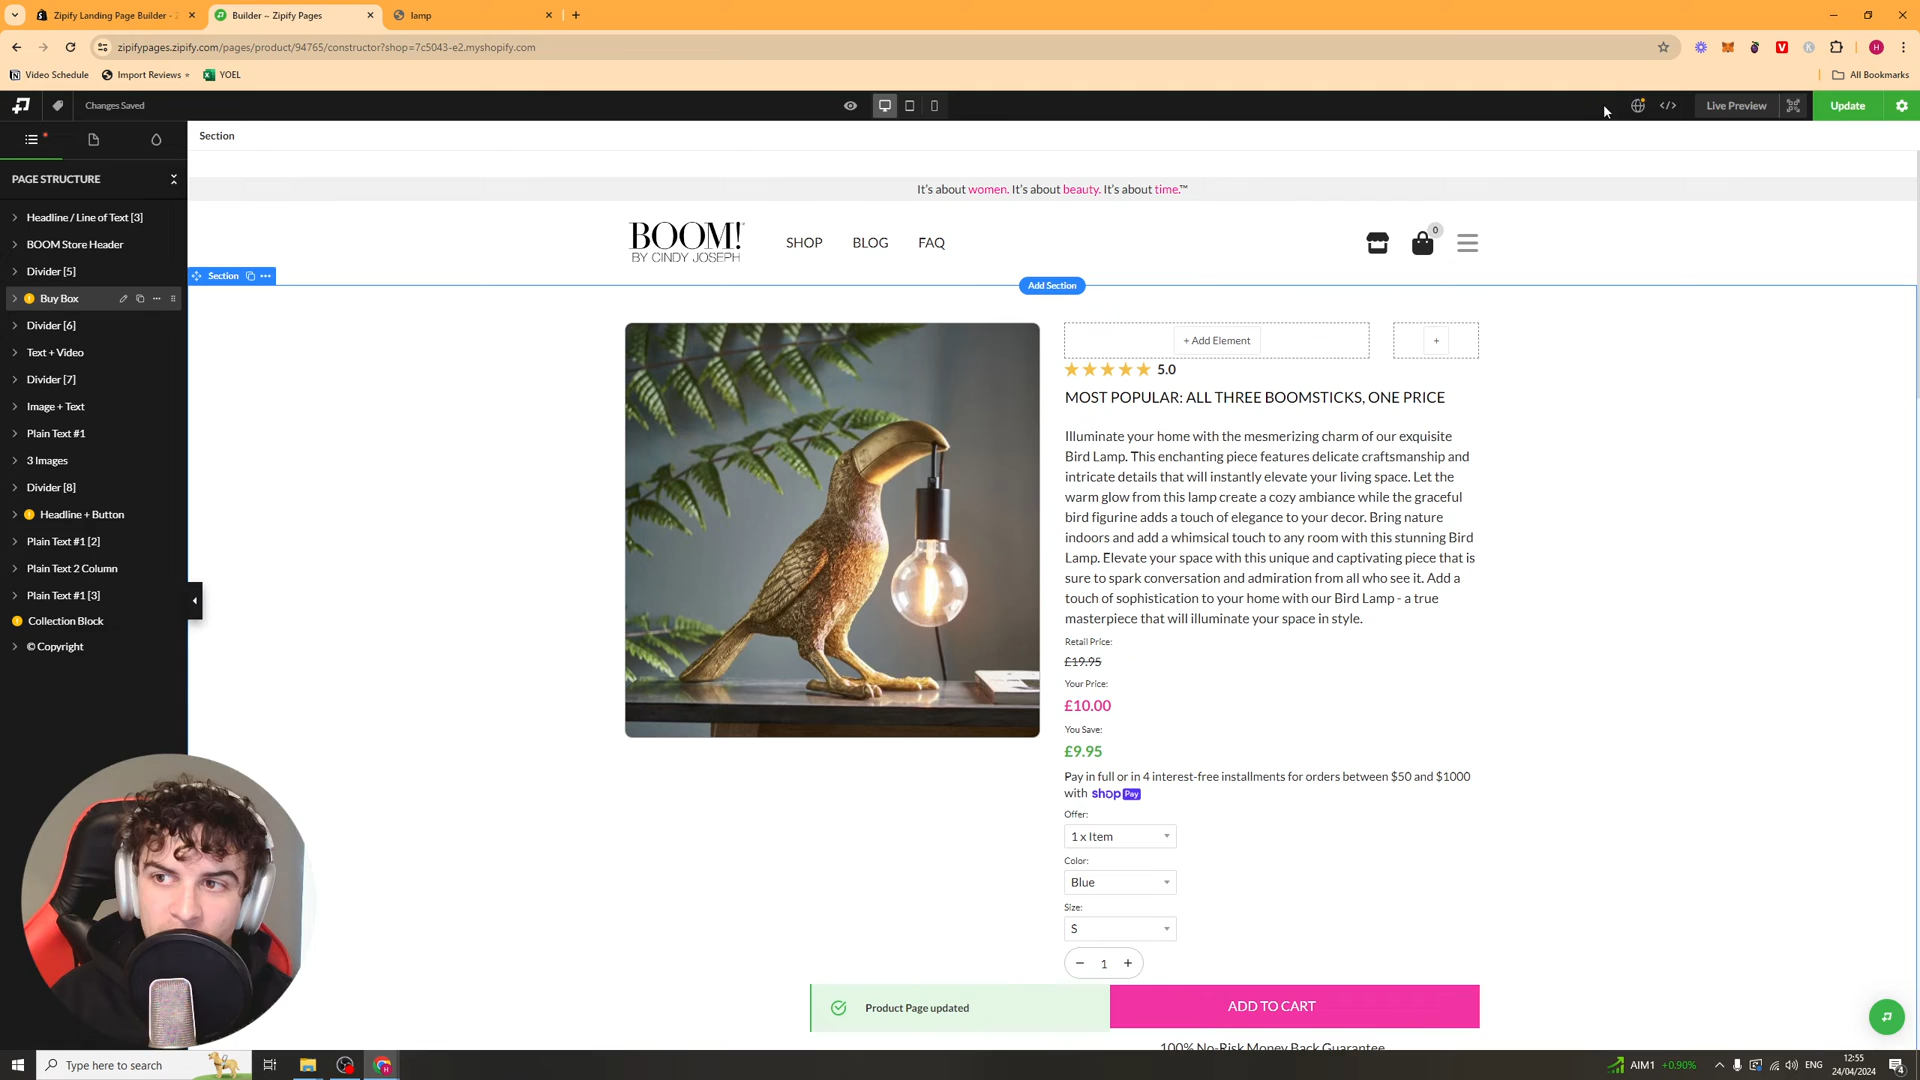 Zipify Landing Page Builder -
Builder -- Zipify Pages
lamp
zipifypages.zipify.com/pages/product/94765/constructor?shop=7c5043-e2.myshopify.com
Video Schedule
Import Reviews
YOEL
All Bookmarks
Changes Saved
Live Preview
Update
PAGE STRUCTURE
Headline / Line of Text [3]
BOOM Store Header
Divider [5]
Buy Box
Divider [6]
Text + Video
Divider [7]
Image + Text
Plain Text #1
3 Images
Divider [8]
Headline + Button
Plain Text #1 [2]
Plain Text 2 Column
Plain Text #1 [3]
Collection Block
© Copyright
Section
It's about women. It's about beauty. It's about time.™
BOOM!
BY CINDY JOSEPH
SHOP
BLOG
FAQ
0
Section
Add Section
+ Add Element
+
5.0
MOST POPULAR: ALL THREE BOOMSTICKS, ONE PRICE
Illuminate your home with the mesmerizing charm of our exquisite
Bird Lamp. This enchanting piece features delicate craftsmanship and
intricate details that will instantly elevate your living space. Let the
warm glow from this lamp create a cozy ambiance while the graceful
bird figurine adds a touch of elegance to your decor. Bring nature
indoors and add a whimsical touch to any room with this stunning Bird
Lamp. Elevate your space with this unique and captivating piece that is
sure to spark conversation and admiration from all who see it. Add a
touch of sophistication to your home with our Bird Lamp - a true
masterpiece that will illuminate your space in style.
Retail Price:
£19.95
Your Price:
£10.00
You Save:
£9.95
Pay in full or in 4 interest-free installments for orders between $50 and $1000
with shop Pay
Offer:
1 x Item
Color:
Blue
Size:
S
− 1 +
Product Page updated
ADD TO CART
100% No-Risk Money Back Guarantee
Type here to search
AIM1 +0.90%
ENG
12:55
24/04/2024